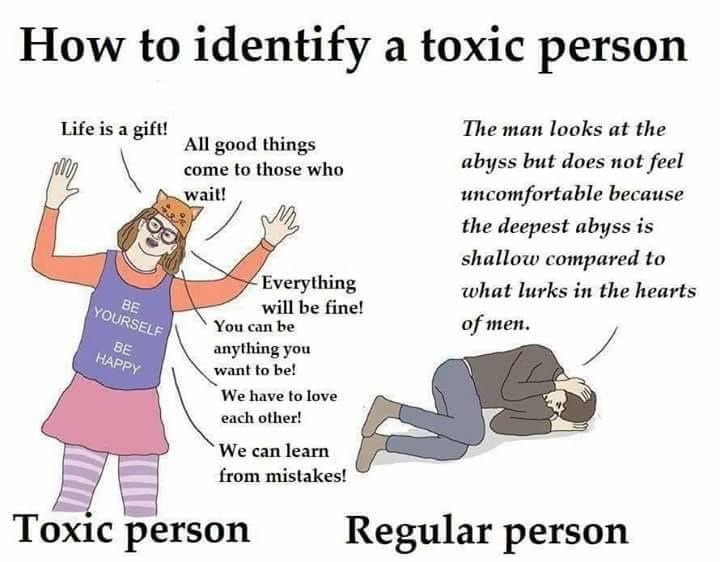 How to identify a toxic person
Life is a gift!
All good things
come to those who
wait!
Everything
will be fine!
You can be
anything you
want to be!
We have to love
each other!
We can learn
from mistakes!
BE
YOURSELF
BE
HAPPY
The man looks at the
abyss but does not feel
uncomfortable because
the deepest abyss is
shallow compared to
what lurks in the hearts
of men.
Toxic person
Regular person